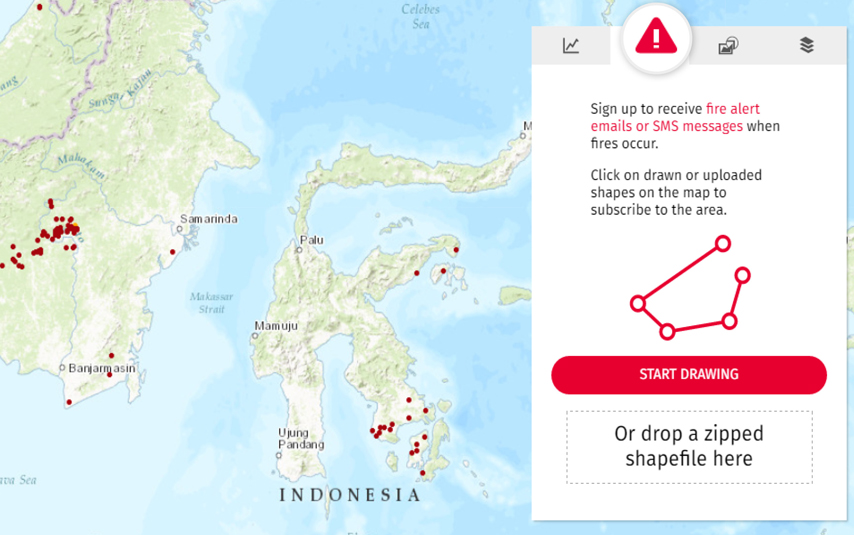 Celebes
Sea
ang
Sungai Kajan
Mahakam
M
Samarinda
Palu
Makassar
Strait
Mamuju
Banjarmasin
Ujung
Pandang
ava Sea
INDONESIA
Sign up to receive fire alert
emails or SMS messages when
fires occur.
Click on drawn or uploaded
shapes on the map to
subscribe to the area.
START DRAWING
Or drop a zipped
shapefile here